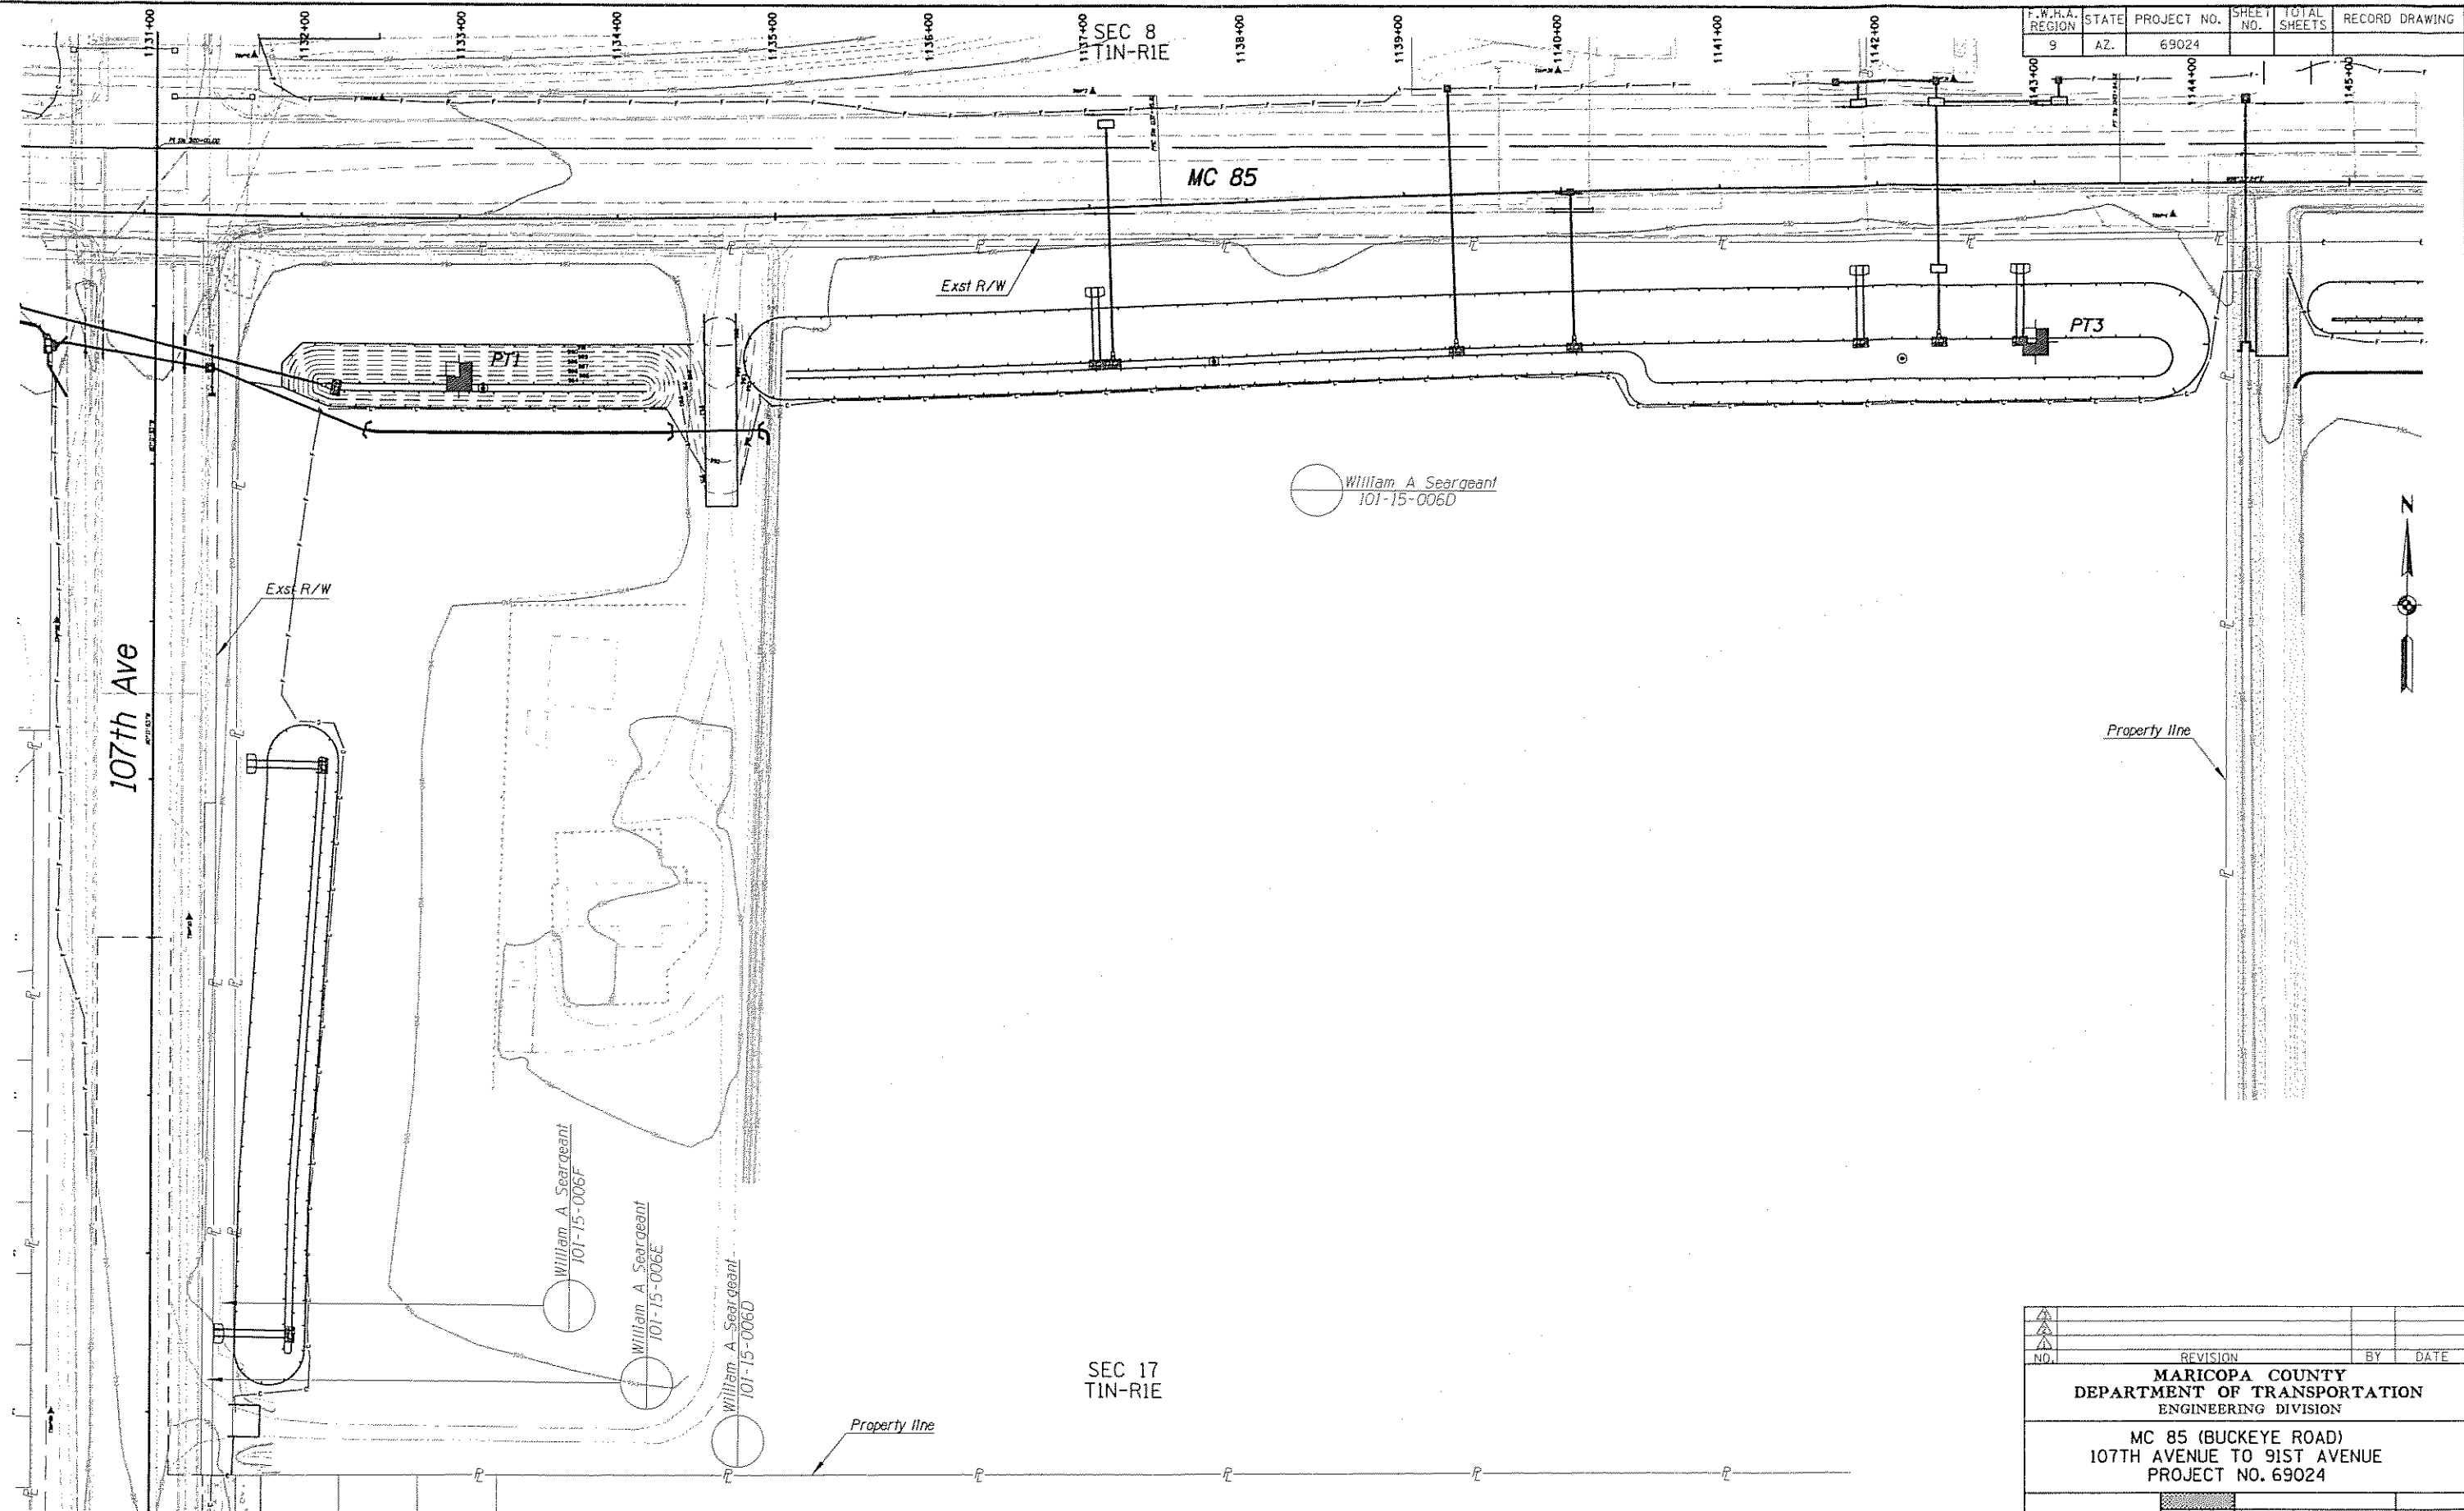 1131+00
1132+00
1133+00
1134+00
1135+00
1136+00
1137+00
1138+00
1139+00
1140+00
1141+00
1142+00
1143+00
1144+00
1145+00
SEC 8
T1N-R1E
F.W.H.A. REGION
STATE
PROJECT NO.
SHEET NO.
TOTAL SHEETS
RECORD DRAWING
9
AZ.
69024
MC 85
Exst R/W
PT1
PT3
William A Seargeant
101-15-006D
N
Exst R/W
107th Ave
Property line
William A Seargeant
101-15-006F
William A Seargeant
101-15-006E
William A Seargeant
101-15-006D
SEC 17
T1N-R1E
Property line
NO.
REVISION
BY
DATE
MARICOPA COUNTY
DEPARTMENT OF TRANSPORTATION
ENGINEERING DIVISION
MC 85 (BUCKEYE ROAD)
107TH AVENUE TO 91ST AVENUE
PROJECT NO. 69024